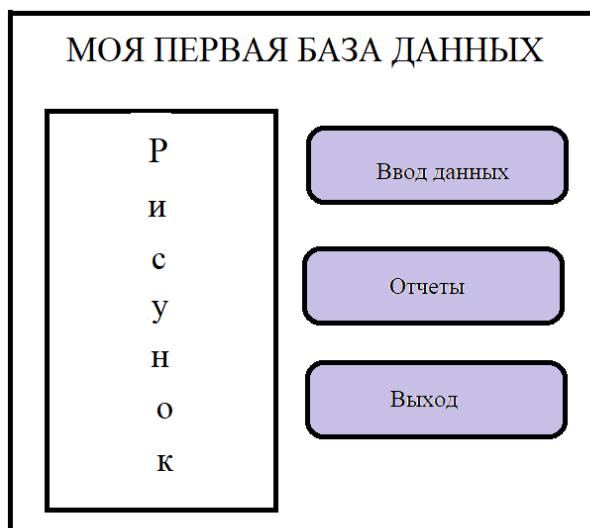 МОЯ ПЕРВАЯ БАЗА ДАННЫХ
Р
и
с
у
н
о
к
Ввод данных
Отчеты
Выход